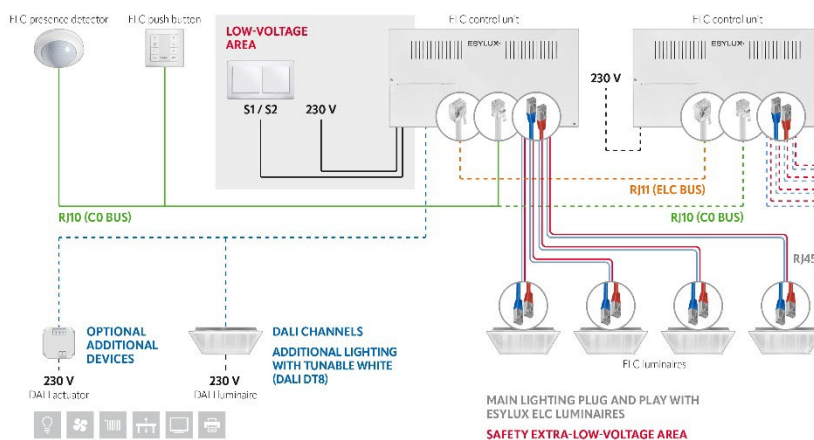 ELC presence detector
ELC push button
LOW-VOLTAGE
AREA
S1 / S2
230 V
ELC control unit
ESYLUX
ELC control unit
ESYLUX
230 V
RJ11 (ELC BUS)
RJ10 (C0 BUS)
RJ10 (C0 BUS)
RJ45
OPTIONAL
ADDITIONAL
DEVICES
230 V
DALI actuator
DALI CHANNELS
ADDITIONAL LIGHTING
WITH TUNABLE WHITE
(DALI DT8)
230 V
DALI luminaire
ELC luminaires
MAIN LIGHTING PLUG AND PLAY WITH
ESYLUX ELC LUMINAIRES
SAFETY EXTRA-LOW-VOLTAGE AREA